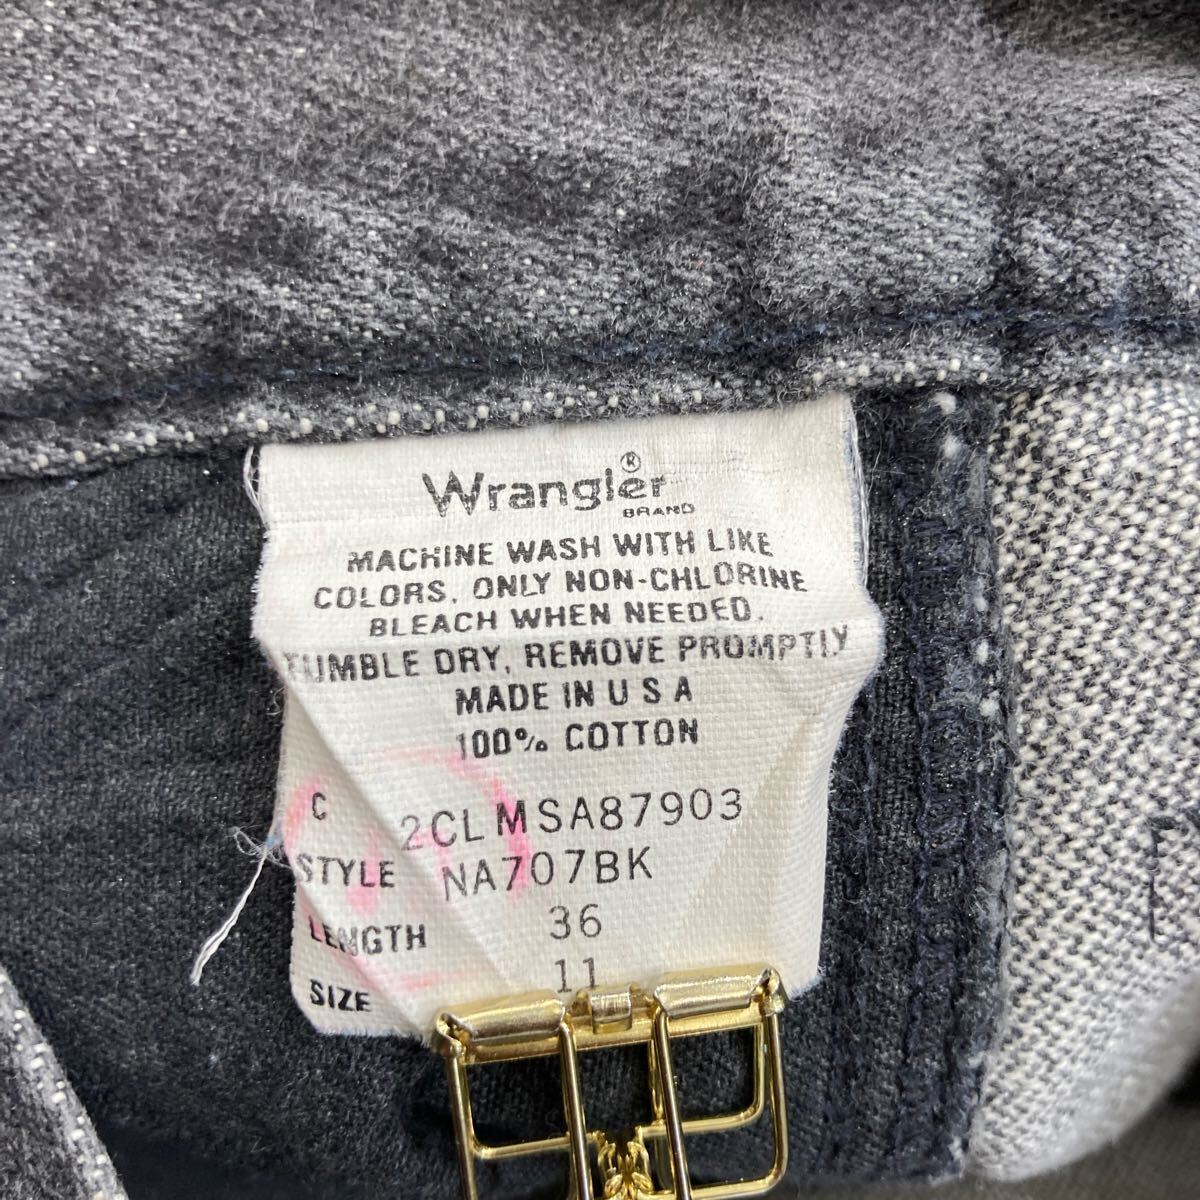 Wrangler®
BRAND
MACHINE WASH WITH LIKE
COLORS, ONLY NON-CHLORINE
BLEACH WHEN NEEDED.
TUMBLE DRY, REMOVE PROMPTLY
MADE IN U S A
100% COTTON
C 2CLMSA87903
STYLE NA707BK
LENGTH 36
SIZE 11